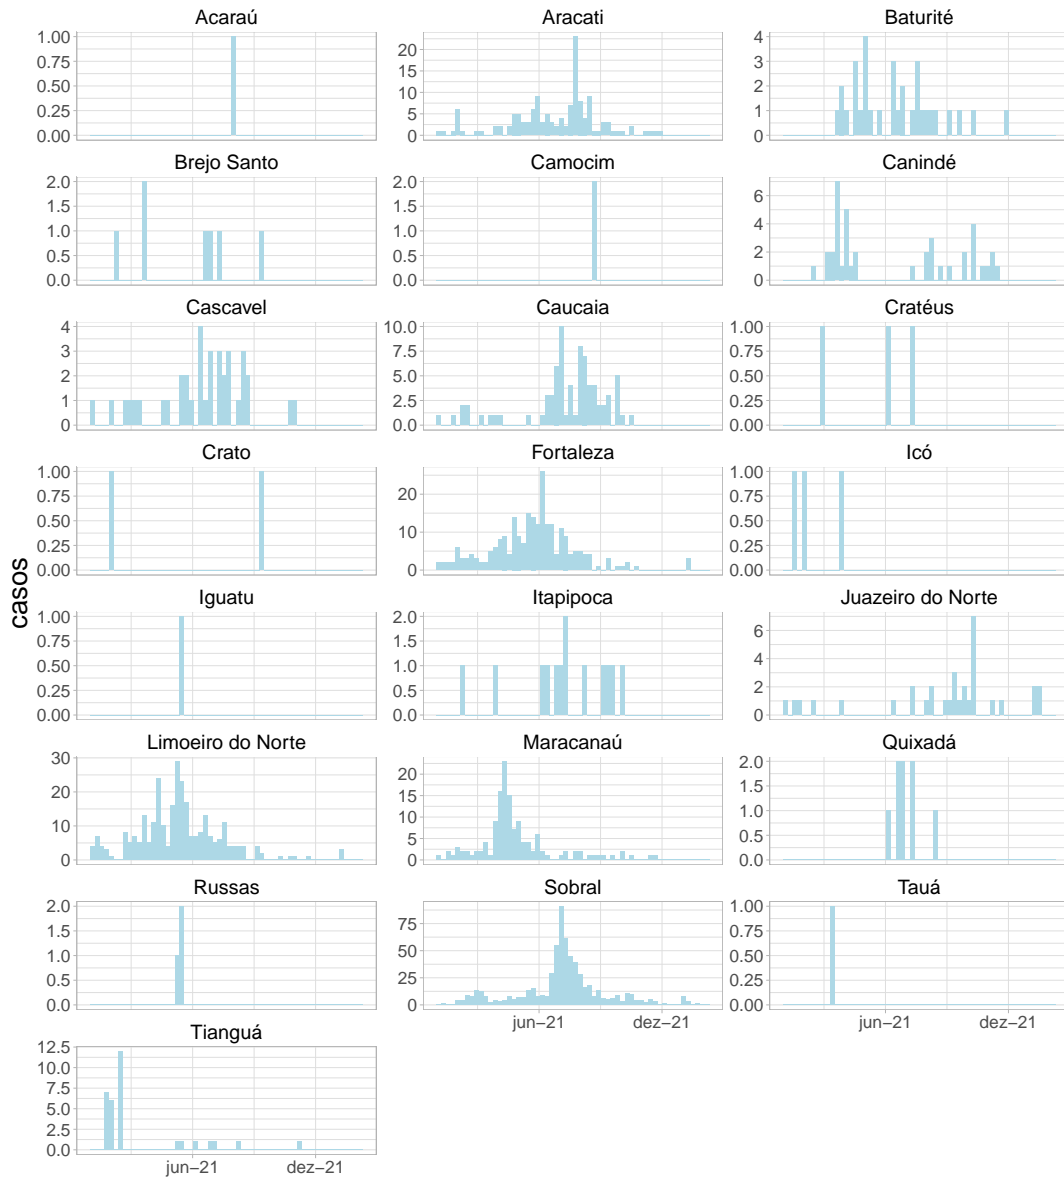 Acaraú Aracati Baturité
1.00 0.75 0.50 0.25 0.00
20 15 10 5 0
4 3 2 1 0
Brejo Santo Camocim Canindé
2.0 1.5 1.0 0.5 0.0
2.0 1.5 1.0 0.5 0.0
6 4 2 0
Cascavel Caucaia Cratéus
4 3 2 1 0
10.0 7.5 5.0 2.5 0.0
1.00 0.75 0.50 0.25 0.00
Crato Fortaleza Icó
1.00 0.75 0.50 0.25 0.00
20 10 0
1.00 0.75 0.50 0.25 0.00
casos
Iguatu Itapipoca Juazeiro do Norte
1.00 0.75 0.50 0.25 0.00
2.0 1.5 1.0 0.5 0.0
6 4 2 0
Limoeiro do Norte Maracanaú Quixadá
30 20 10 0
20 15 10 5 0
2.0 1.5 1.0 0.5 0.0
Russas Sobral Tauá
2.0 1.5 1.0 0.5 0.0
75 50 25 0
1.00 0.75 0.50 0.25 0.00
jun−21 dez−21 jun−21 dez−21
Tianguá
12.5 10.0 7.5 5.0 2.5 0.0
jun−21 dez−21